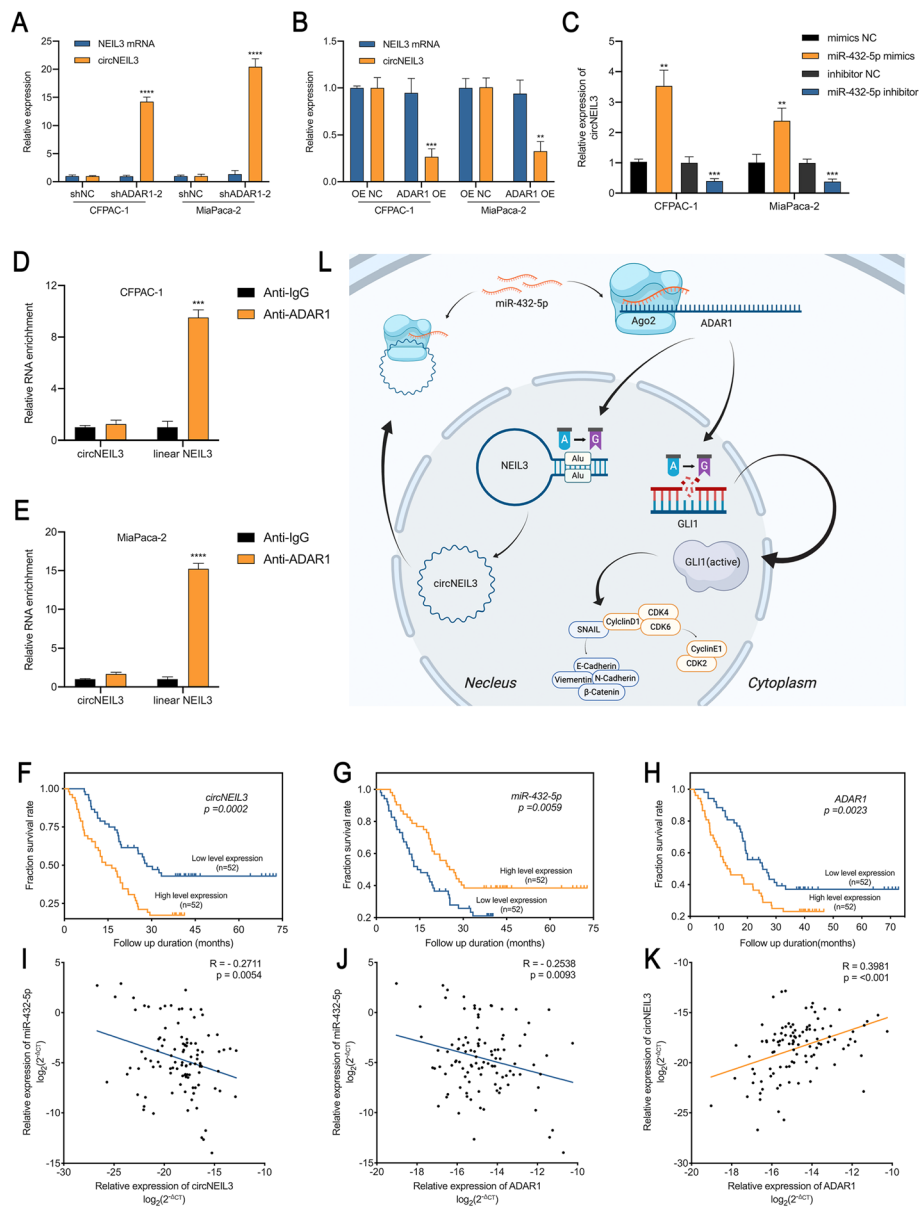 A
NEIL3 mRNA
circNEIL3
Relative expression
25
20
15
10
5
0
****
****
shNC
shADAR1-2
shNC
shADAR1-2
CFPAC-1
MiaPaca-2
B
NEIL3 mRNA
circNEIL3
Relative expression
2.0
1.5
1.0
0.5
0.0
***
**
OE NC
ADAR1 OE
OE NC
ADAR1 OE
CFPAC-1
MiaPaca-2
C
mimics NC
miR-432-5p mimics
inhibitor NC
miR-432-5p inhibitor
Relative expression of
circNEIL3
5
4
3
2
1
0
**
***
**
***
CFPAC-1
MiaPaca-2
D
CFPAC-1
Anti-IgG
Anti-ADAR1
Relative RNA enrichhment
12
8
4
0
***
circNEIL3
linear NEIL3
E
MiaPaca-2
Anti-IgG
Anti-ADAR1
Relative RNA enrichhment
20
15
10
5
0
****
circNEIL3
linear NEIL3
L
miR-432-5p
Ago2
ADAR1
A
G
NEIL3
Alu
Alu
A
G
GLI1
circNEIL3
GLI1(active)
SNAIL
CylclinD1
CDK4
CDK6
CyclinE1
CDK2
E-Cadherin
Viementin
N-Cadherin
β-Catenin
Necleus
Cytoplasm
F
circNEIL3
p =0.0002
Fraction survival rate
1.00
0.75
0.50
0.25
Low level expression
(n=52)
High level expression
(n=52)
0
15
30
45
60
75
Follow up duration (months)
G
miR-432-5p
p =0.0059
Fraction survival rate
1.0
0.8
0.6
0.4
0.2
High level expression
(n=52)
Low level expression
(n=52)
0
15
30
45
60
75
Follow up duration (months)
H
ADAR1
p =0.0023
Fraction survival rate
1.0
0.8
0.6
0.4
0.2
Low level expression
(n=52)
High level expression
(n=52)
0
10
20
30
40
50
60
70
Follow up duration(months)
I
R = - 0.2711
p = 0.0054
Relative expression of miR-432-5p
log2(2-ΔCT)
5
0
-5
-10
-15
-30
-25
-20
-15
-10
Relative expression of circNEIL3
log2(2-ΔCT)
J
R = - 0.2538
p = 0.0093
Relative expression of miR-432-5p
log2(2-ΔCT)
5
0
-5
-10
-15
-20
-18
-16
-14
-12
-10
Relative expression of ADAR1
log2(2-ΔCT)
K
R = 0.3981
p = <0.001
Relative expression of circNEIL3
log2(2-ΔCT)
-10
-15
-20
-25
-30
-20
-18
-16
-14
-12
-10
Relative expression of ADAR1
log2(2-ΔCT)